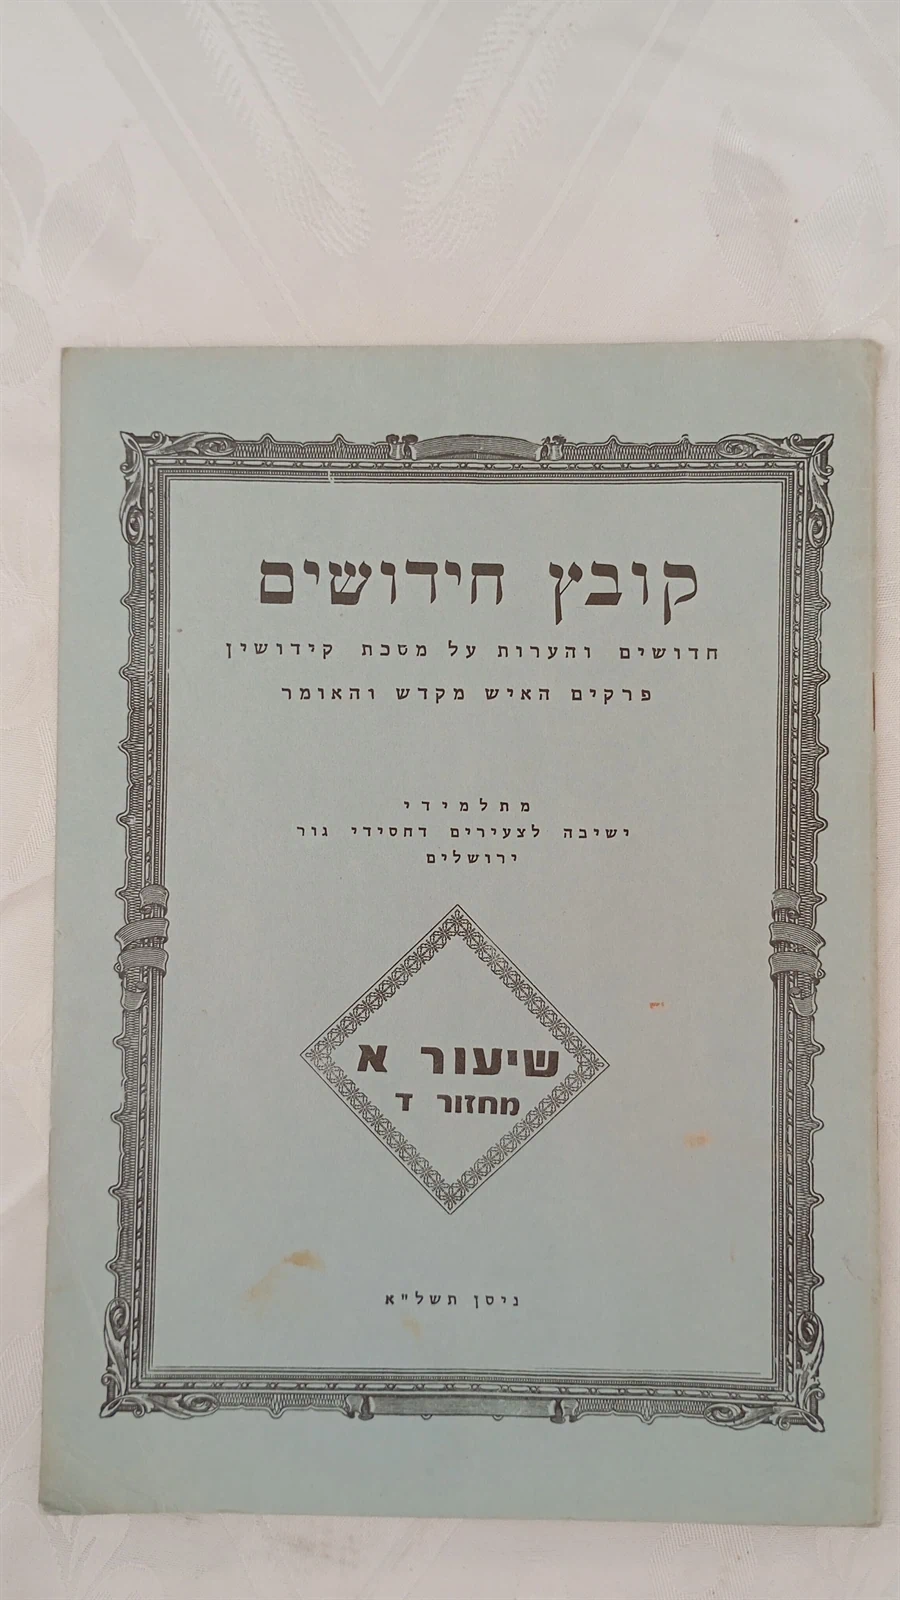 קובץ חידושים
חדושים והערות על מסכת קידושין
פרקים האיש מקדש והאומר
מתלמידי
ישיבה לצעירים דחסידי גור
ירושלים
שיעור א
מחזור ד
ניסן תשל"א